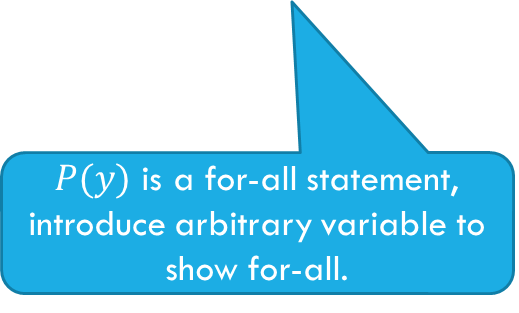 P(y) is a for-all statement,
introduce arbitrary variable to
show for-all.